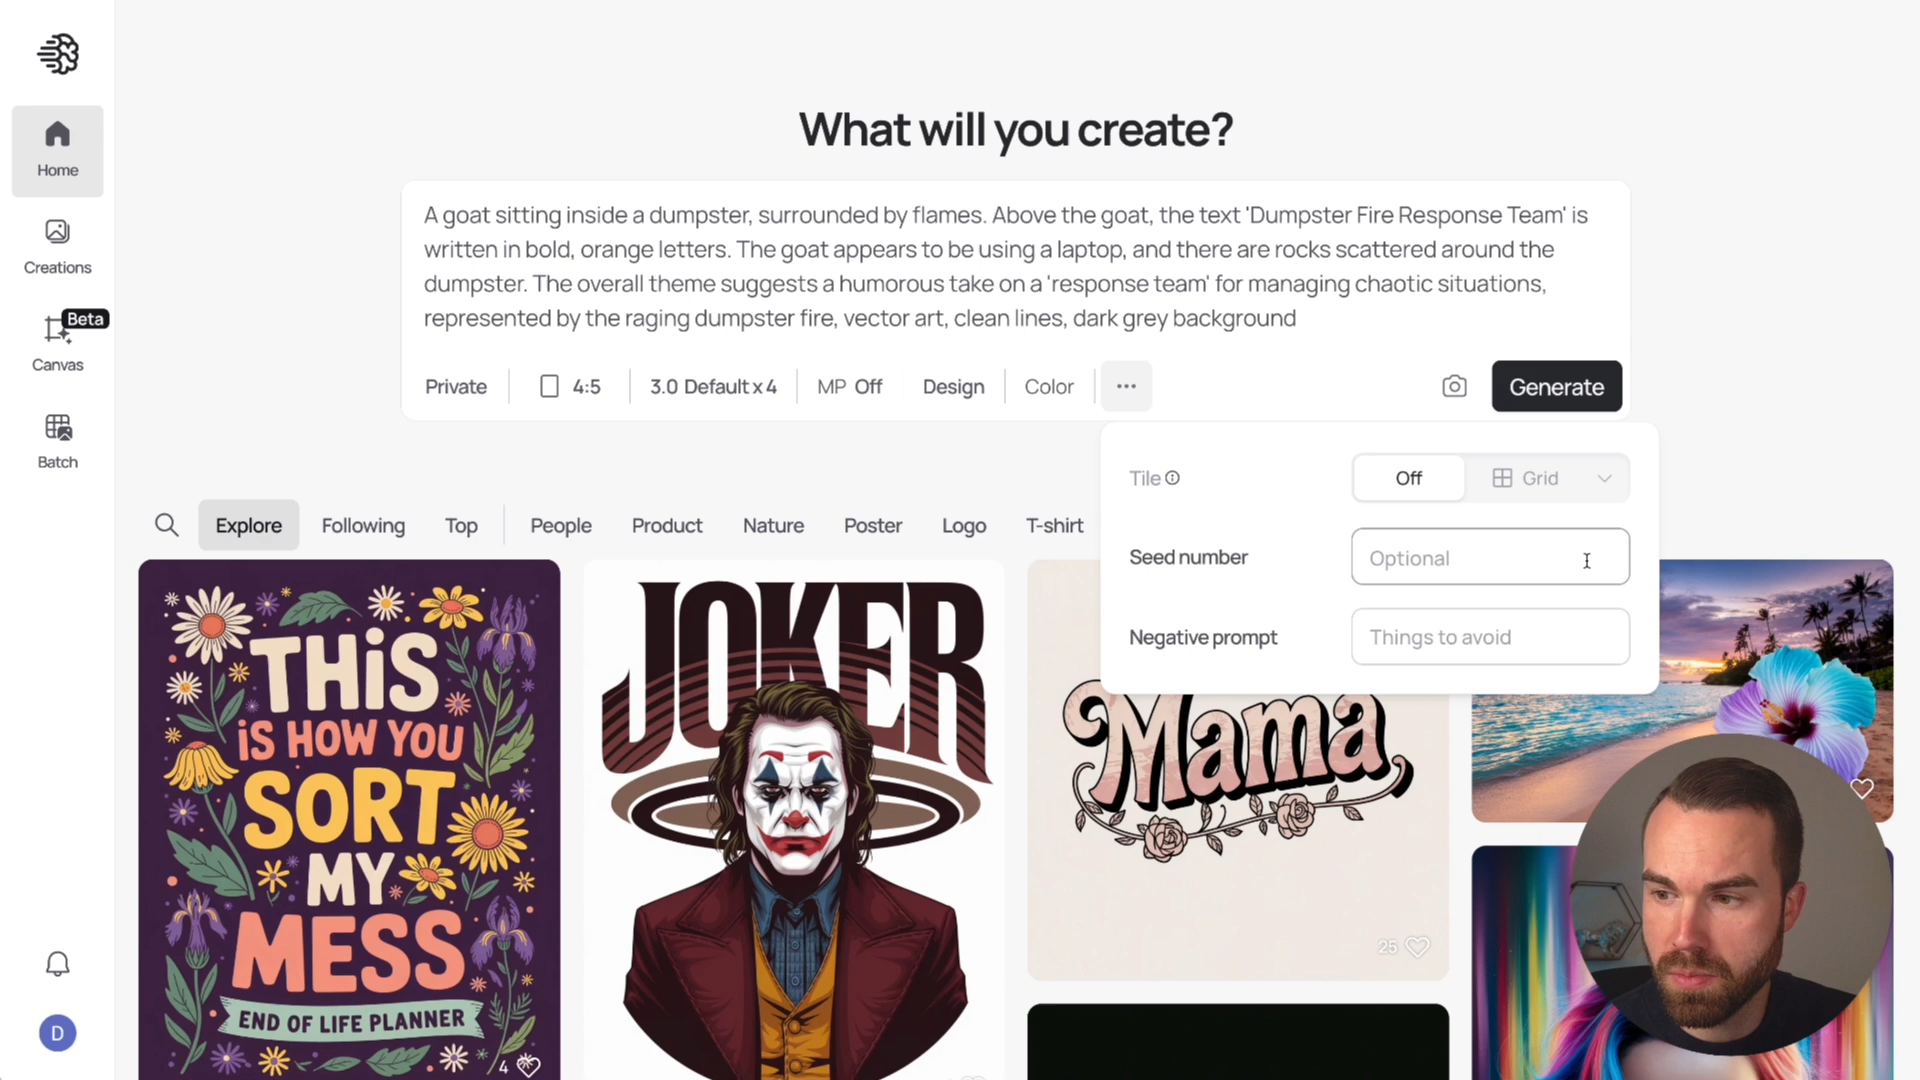 What will you create?
A goat sitting inside a dumpster, surrounded by flames. Above the goat, the text 'Dumpster Fire Response Team' is
written in bold, orange letters. The goat appears to be using a laptop, and there are rocks scattered around the
dumpster. The overall theme suggests a humorous take on a 'response team' for managing chaotic situations,
represented by the raging dumpster fire, vector art, clean lines, dark grey background
Private
4:5
3.0 Default x 4
MP Off
Design
Color
Generate
Home
Creations
Beta
Canvas
Batch
D
Tile
Off
Grid
Seed number
Optional
Negative prompt
Things to avoid
Explore
Following
Top
People
Product
Nature
Poster
Logo
T-shirt
THiS
iS HOW YOU
SORT
MY
MESS
END OF LIFE PLANNER
4
JOKER
Mama
25